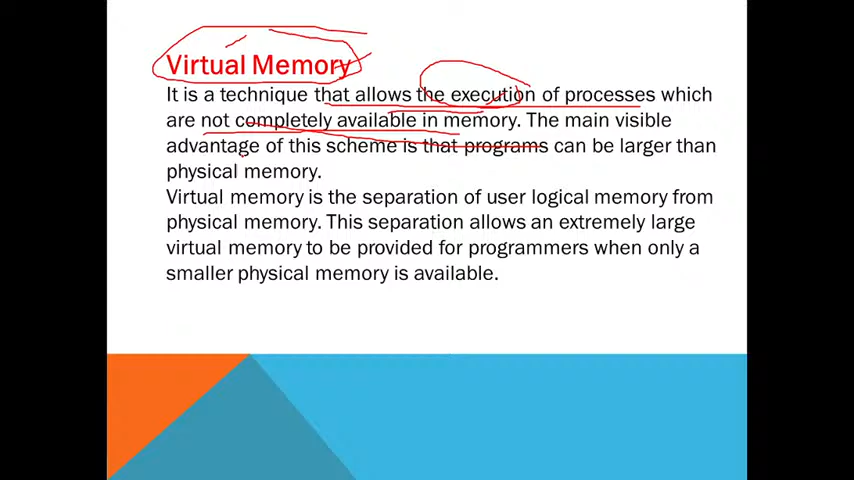 Virtual Memory
It is a technique that allows the execution of processes which
are not completely available in memory. The main visible
advantage of this scheme is that programs can be larger than
physical memory.
Virtual memory is the separation of user logical memory from
physical memory. This separation allows an extremely large
virtual memory to be provided for programmers when only a
smaller physical memory is available.